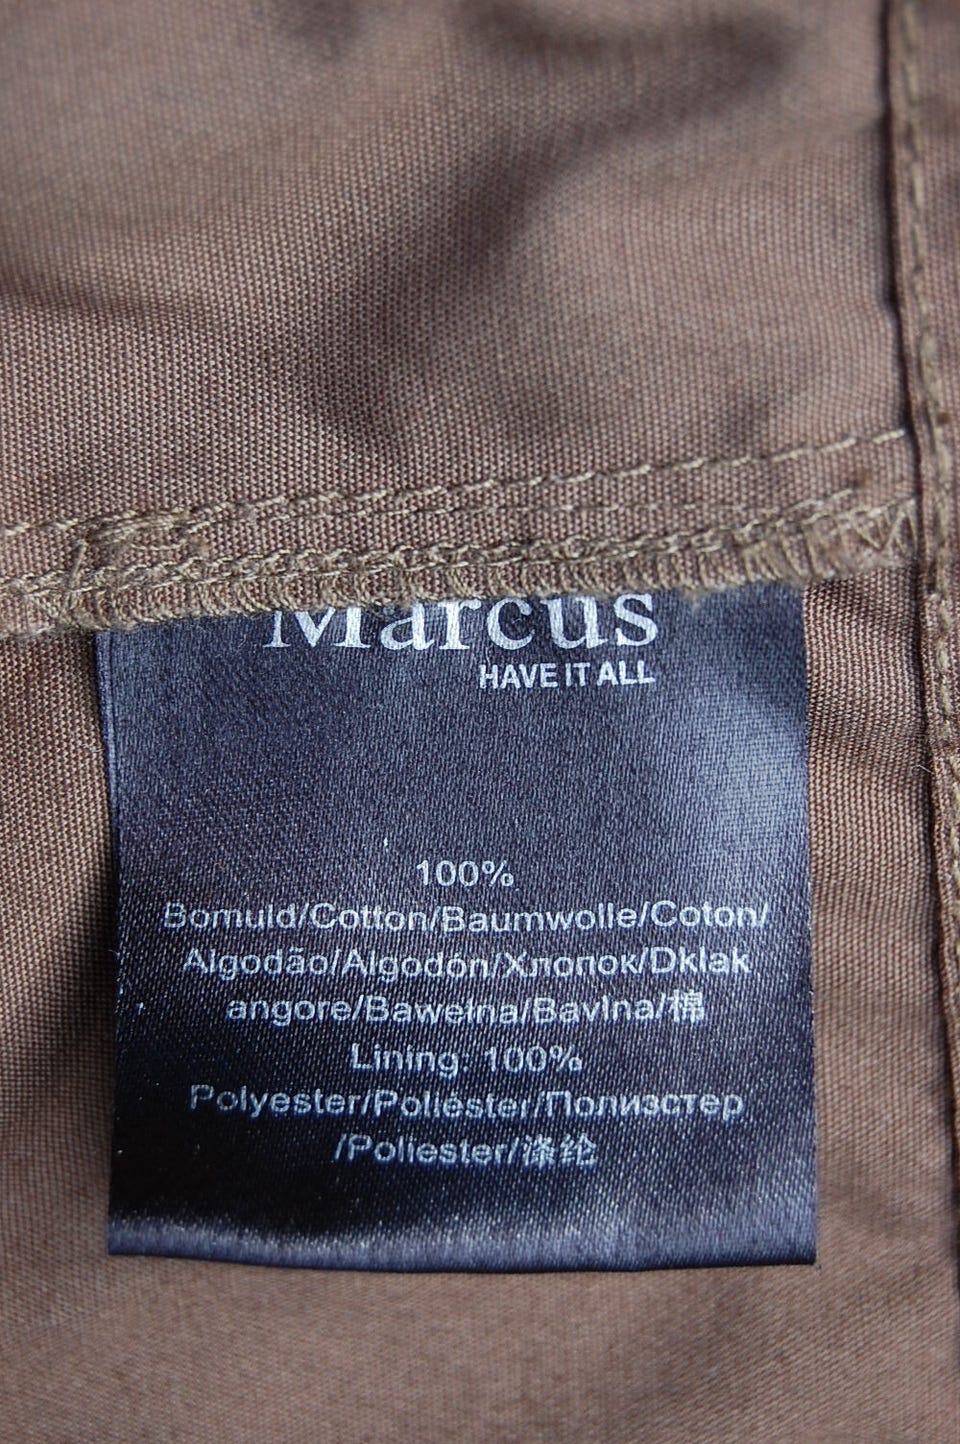 Marcus
HAVE IT ALL
100%
Bomuld/Cotton/Baumwolle/Coton/
Algodão/Algodón/Хлопок/Dklak
angore/Bawełna/Bavlna/棉
Lining: 100%
Polyester/Poliéster/Полиэстер
/Poliester/涤纶